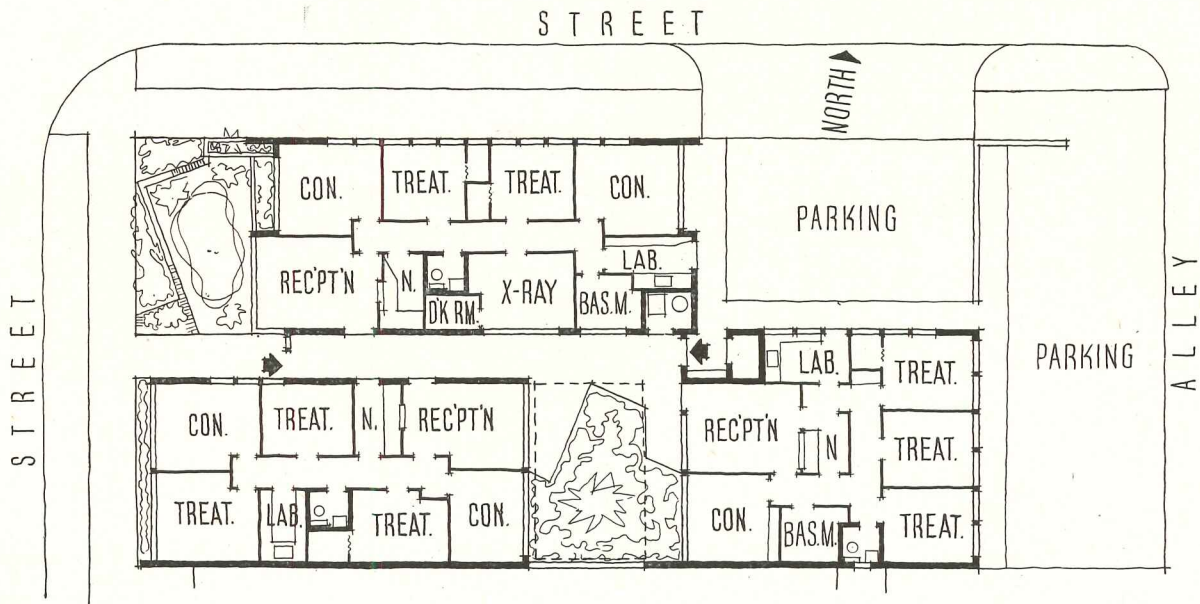 STREET
NORTH
CON.
TREAT.
TREAT.
CON.
PARKING
REC'PT'N
N.
D'K RM.
X-RAY
LAB.
BAS.M.
STREET
ALLEY
PARKING
CON.
TREAT.
N.
REC'PT'N
TREAT.
LAB.
TREAT.
CON.
LAB.
TREAT.
REC'PT'N
N
TREAT.
CON.
BAS.M.
TREAT.